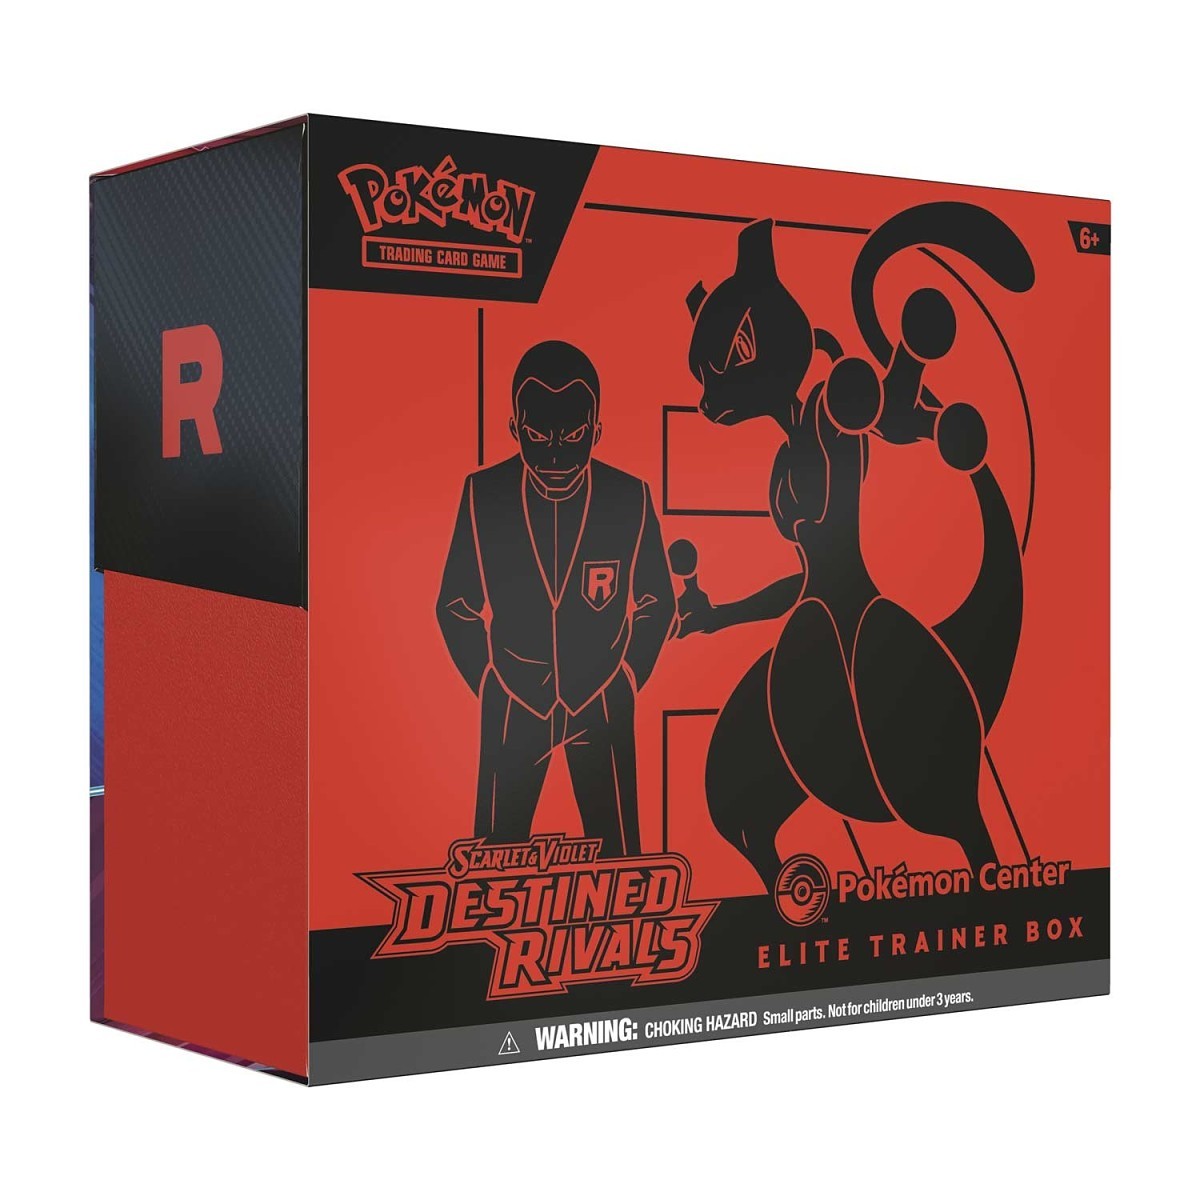 POKéMON
TRADING CARD GAME
6+
R
R
SCARLET & VIOLET
DESTINED
RIVALS
Pokémon Center
TM
ELITE TRAINER BOX
WARNING: CHOKING HAZARD Small parts. Not for children under 3 years.